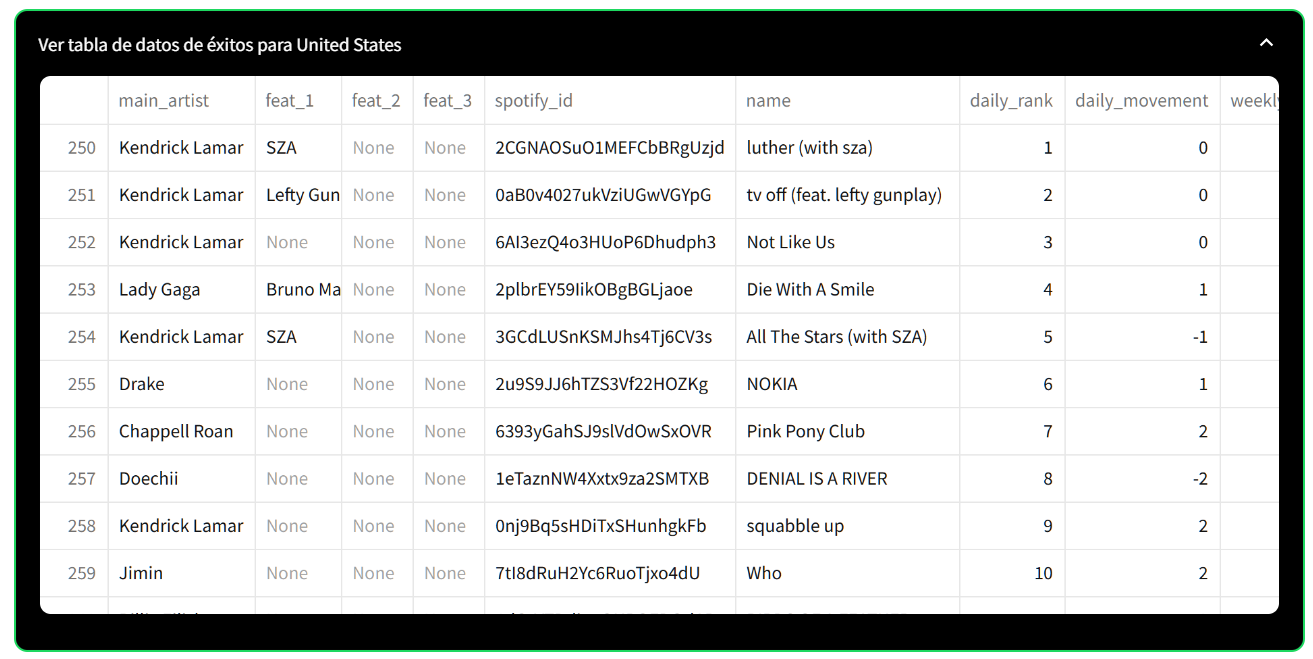 Ver tabla de datos de éxitos para United States
main_artist feat_1 feat_2 feat_3 spotify_id name daily_rank daily_movement weekly
250 Kendrick Lamar SZA None None 2CGNAOSuO1MEFCbBRgUzjd luther (with sza) 1 0
251 Kendrick Lamar Lefty Gun None None 0aB0v4027ukVziUGwVGYpG tv off (feat. lefty gunplay) 2 0
252 Kendrick Lamar None None None 6AI3ezQ4o3HUoP6Dhudph3 Not Like Us 3 0
253 Lady Gaga Bruno Ma None None 2plbrEY59IikOBgBGLjaoe Die With A Smile 4 1
254 Kendrick Lamar SZA None None 3GCdLUSnKSMJhs4Tj6CV3s All The Stars (with SZA) 5 -1
255 Drake None None None 2u9S9JJ6hTZS3Vf22HOZKg NOKIA 6 1
256 Chappell Roan None None None 6393yGahSJ9slVdOwSxOVR Pink Pony Club 7 2
257 Doechii None None None 1eTaznNW4Xxtx9za2SMTXB DENIAL IS A RIVER 8 -2
258 Kendrick Lamar None None None 0nj9Bq5sHDiTxSHunhgkFb squabble up 9 2
259 Jimin None None None 7tI8dRuH2Yc6RuoTjxo4dU Who 10 2